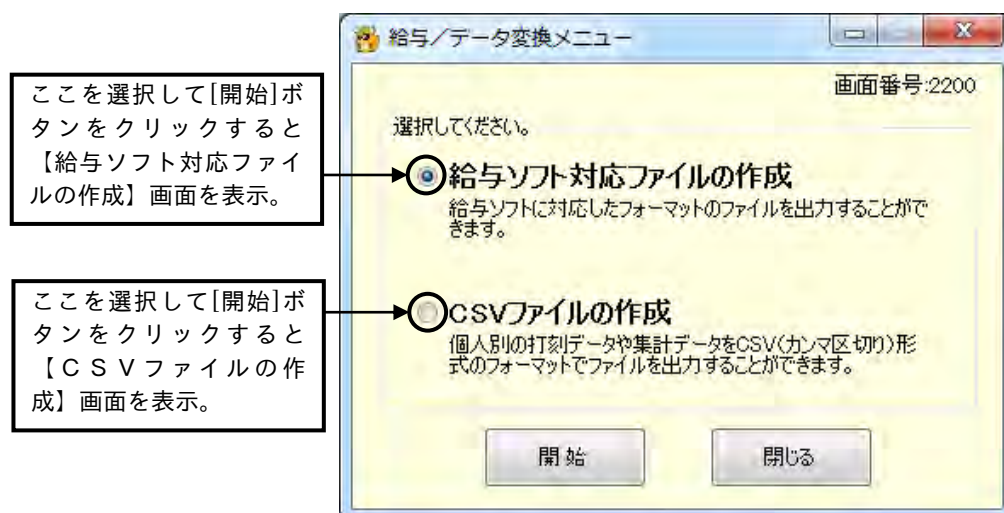 給与／データ変換メニュー
画面番号:2200
選択してください。
ここを選択して[開始]ボ
タンをクリックすると
【給与ソフト対応ファイ
ルの作成】画面を表示。
給与ソフト対応ファイルの作成
給与ソフトに対応したフォーマットのファイルを出力することがで
きます。
ここを選択して[開始]ボ
タンをクリックすると
【ＣＳＶファイルの作
成】画面を表示。
CSVファイルの作成
個人別の打刻データや集計データをCSV(カンマ区切り)形
式のフォーマットでファイルを出力することができます。
開 始
閉じる